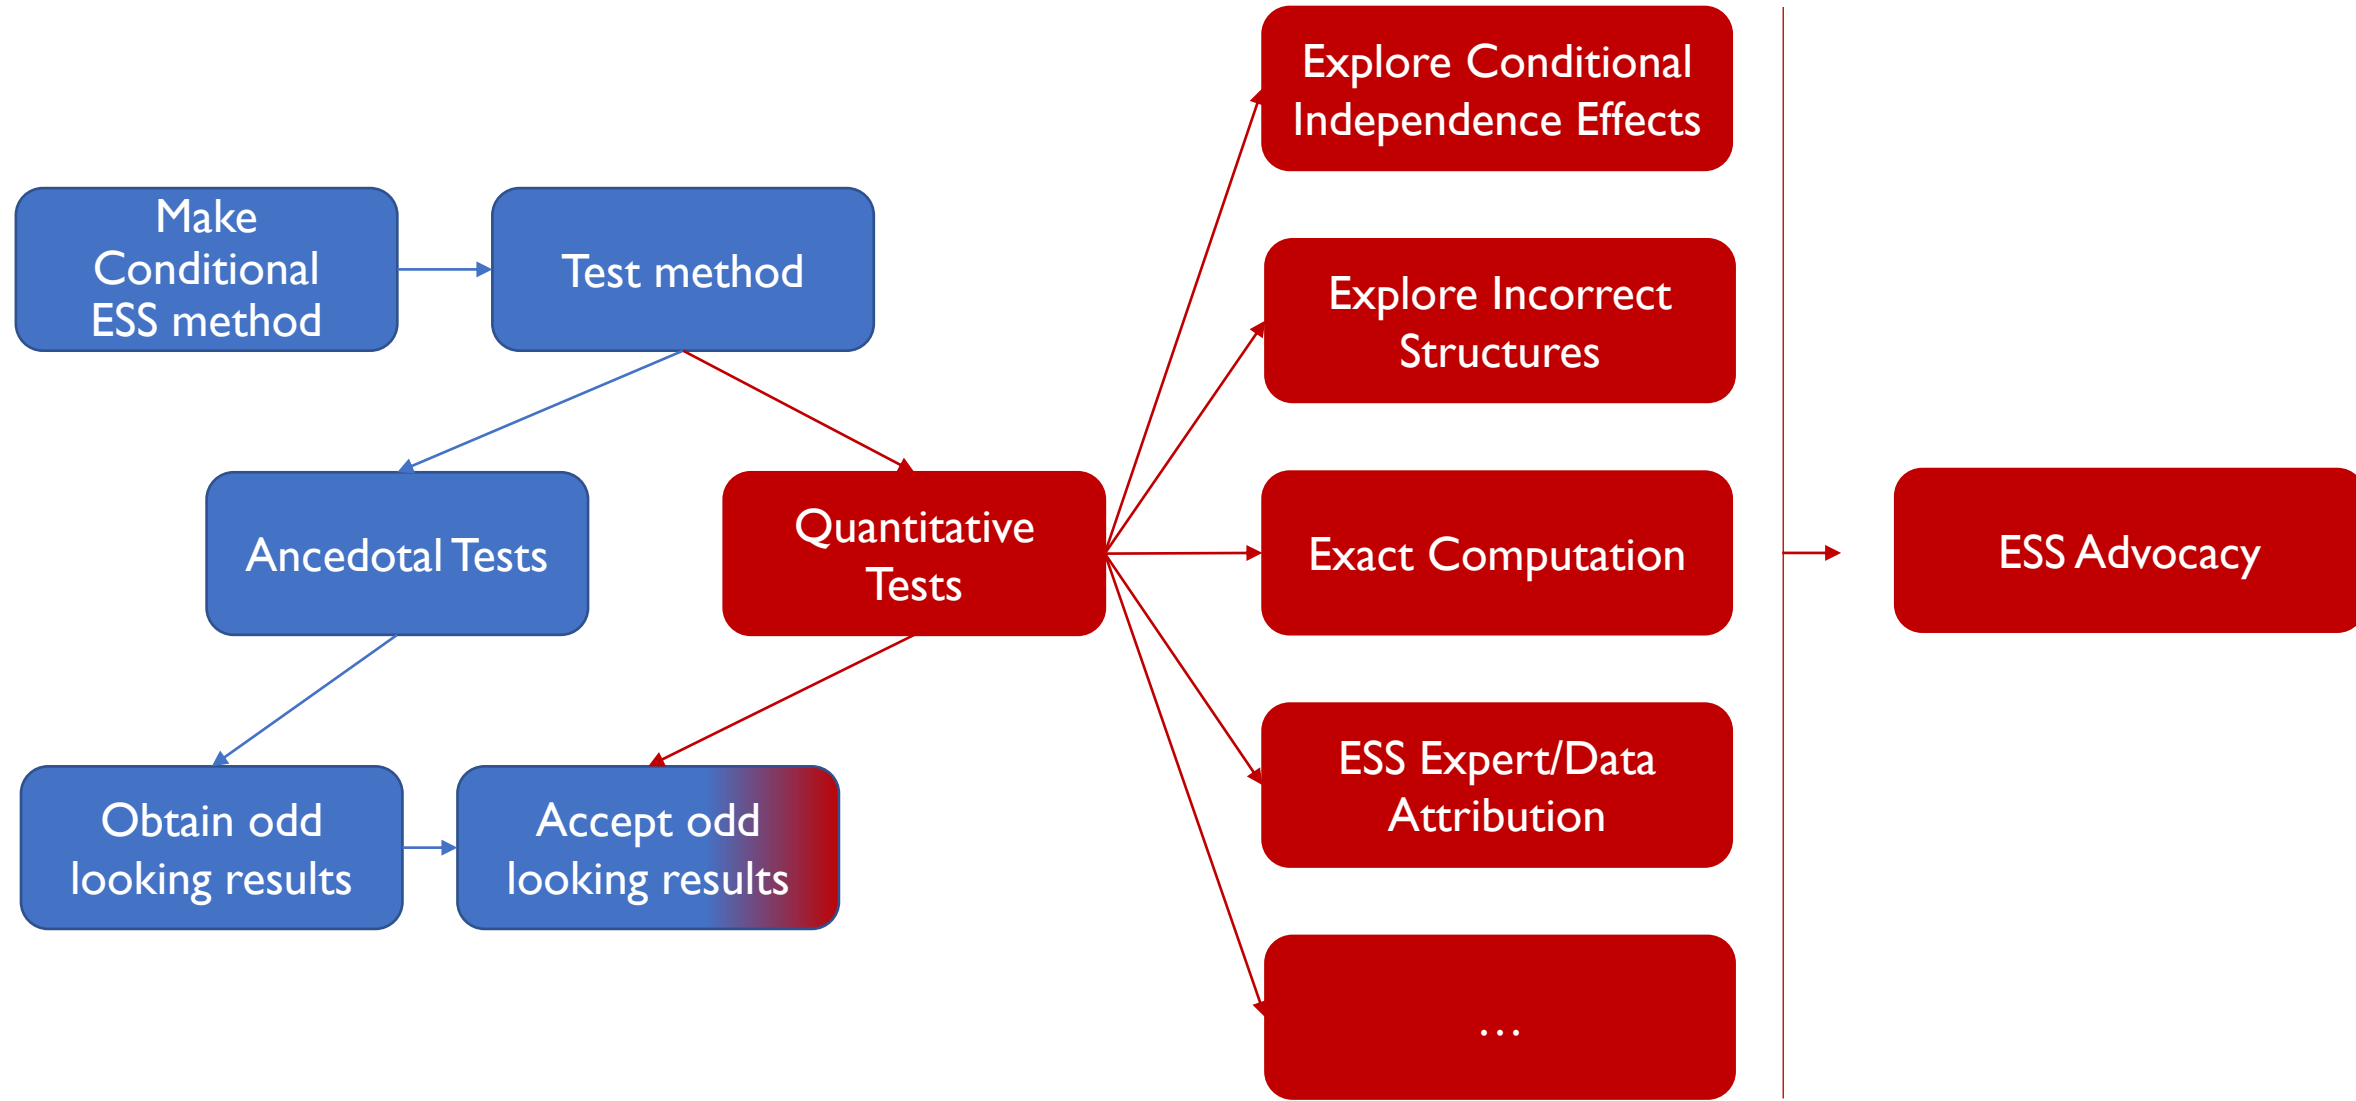 Make
Conditional
ESS method
Test method
Ancedotal Tests
Quantitative
Tests
Obtain odd
looking results
Accept odd
looking results
Explore Conditional
Independence Effects
Explore Incorrect
Structures
Exact Computation
ESS Expert/Data
Attribution
...
ESS Advocacy